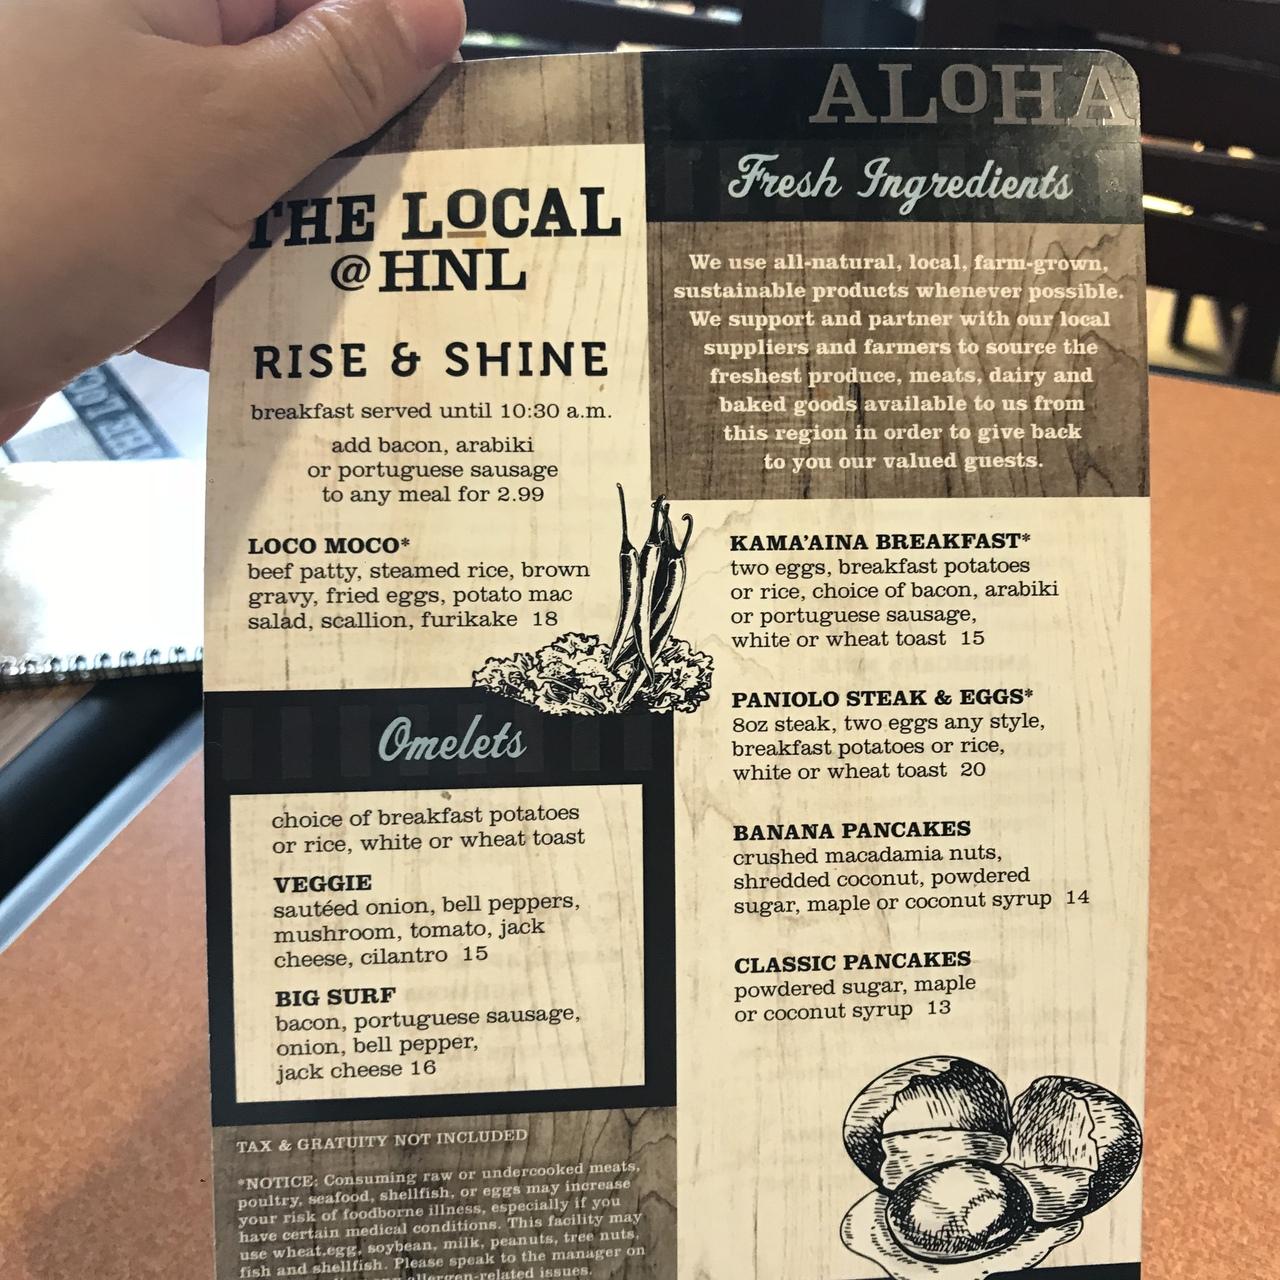 THE LOCAL
@HNL
RISE & SHINE
breakfast served until 10:30 a.m.
add bacon, arabiki
or portuguese sausage
to any meal for 2.99
LOCO MOCO*
beef patty, steamed rice, brown
gravy, fried eggs, potato mac
salad, scallion, furikake 18
Omelets
choice of breakfast potatoes
or rice, white or wheat toast
VEGGIE
sautéed onion, bell peppers,
mushroom, tomato, jack
cheese, cilantro 15
BIG SURF
bacon, portuguese sausage,
onion, bell pepper,
jack cheese 16
TAX & GRATUITY NOT INCLUDED
*NOTICE: Consuming raw or undercooked meats,
poultry, seafood, shellfish, or eggs may increase
your risk of foodborne illness, especially if you
have certain medical conditions. This facility may
use wheat,egg, soybean, milk, peanuts, tree nuts,
fish and shellfish. Please speak to the manager on
allergen-related issues.
ALOHA
Fresh Ingredients
We use all-natural, local, farm-grown,
sustainable products whenever possible.
We support and partner with our local
suppliers and farmers to source the
freshest produce, meats, dairy and
baked goods available to us from
this region in order to give back
to you our valued guests.
KAMA'AINA BREAKFAST*
two eggs, breakfast potatoes
or rice, choice of bacon, arabiki
or portuguese sausage,
white or wheat toast 15
PANIOLO STEAK & EGGS*
8oz steak, two eggs any style,
breakfast potatoes or rice,
white or wheat toast 20
BANANA PANCAKES
crushed macadamia nuts,
shredded coconut, powdered
sugar, maple or coconut syrup 14
CLASSIC PANCAKES
powdered sugar, maple
or coconut syrup 13